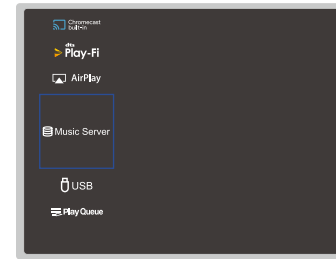 Chromecast
built-in
dts
Play-Fi
AirPlay
Music Server
USB
Play Queue